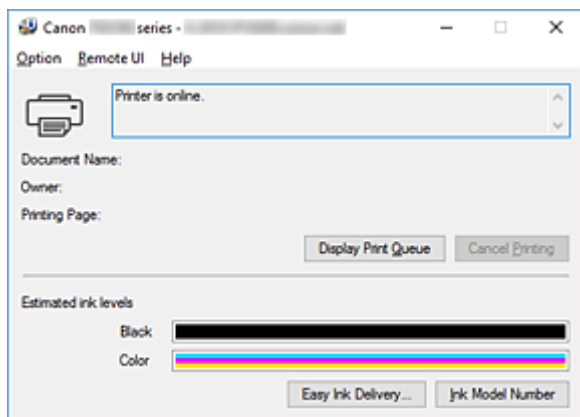 Canon series -
Option Remote UI Help
Printer is online.
Document Name:
Owner:
Printing Page:
Display Print Queue Cancel Printing
Estimated ink levels
Black
Color
Easy Ink Delivery... Ink Model Number